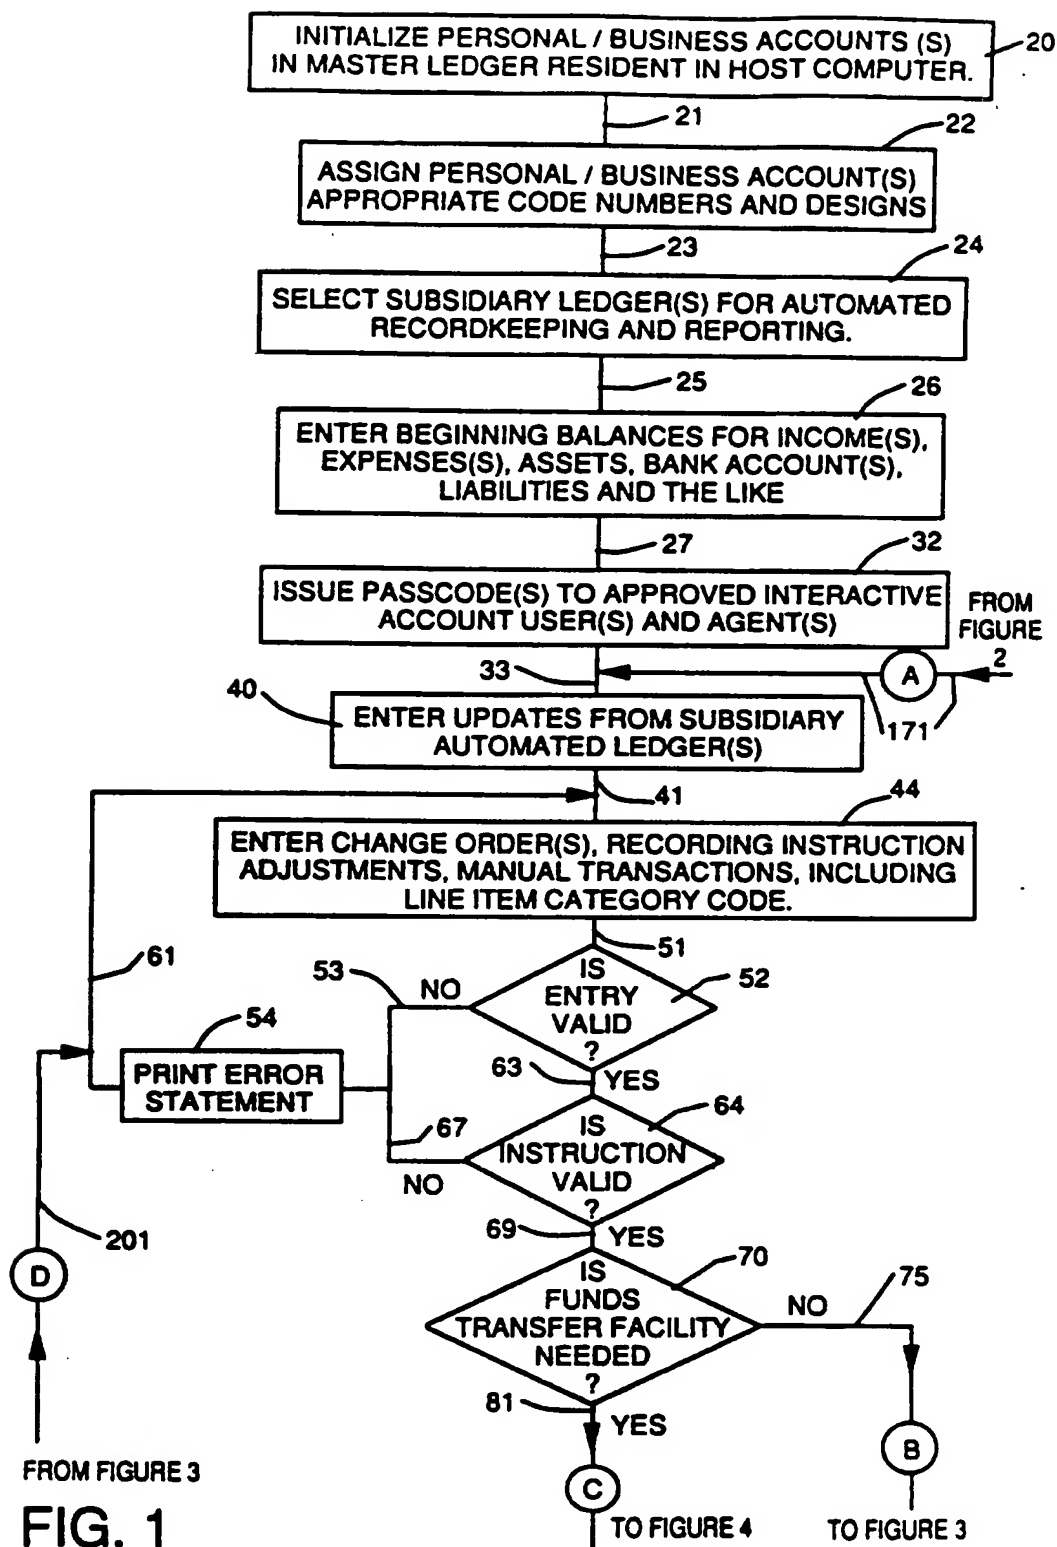 INITIALIZE PERSONAL / BUSINESS ACCOUNTS (S)
IN MASTER LEDGER RESIDENT IN HOST COMPUTER.
20
21
22
ASSIGN PERSONAL / BUSINESS ACCOUNT(S)
APPROPRIATE CODE NUMBERS AND DESIGNS
23
24
SELECT SUBSIDIARY LEDGER(S) FOR AUTOMATED
RECORDKEEPING AND REPORTING.
25
26
ENTER BEGINNING BALANCES FOR INCOME(S),
EXPENSES(S), ASSETS, BANK ACCOUNT(S),
LIABILITIES AND THE LIKE
27
32
ISSUE PASSCODE(S) TO APPROVED INTERACTIVE
ACCOUNT USER(S) AND AGENT(S)
FROM
FIGURE
2
33
A
171
40
ENTER UPDATES FROM SUBSIDIARY
AUTOMATED LEDGER(S)
41
44
ENTER CHANGE ORDER(S), RECORDING INSTRUCTION
ADJUSTMENTS, MANUAL TRANSACTIONS, INCLUDING
LINE ITEM CATEGORY CODE.
51
61
53
NO
IS
ENTRY
VALID
?
52
54
PRINT ERROR
STATEMENT
63
YES
64
67
NO
IS
INSTRUCTION
VALID
?
69
YES
201
D
70
IS
FUNDS
TRANSFER FACILITY
NEEDED
?
NO
75
81
YES
B
C
FROM FIGURE 3
FIG. 1
TO FIGURE 4
TO FIGURE 3